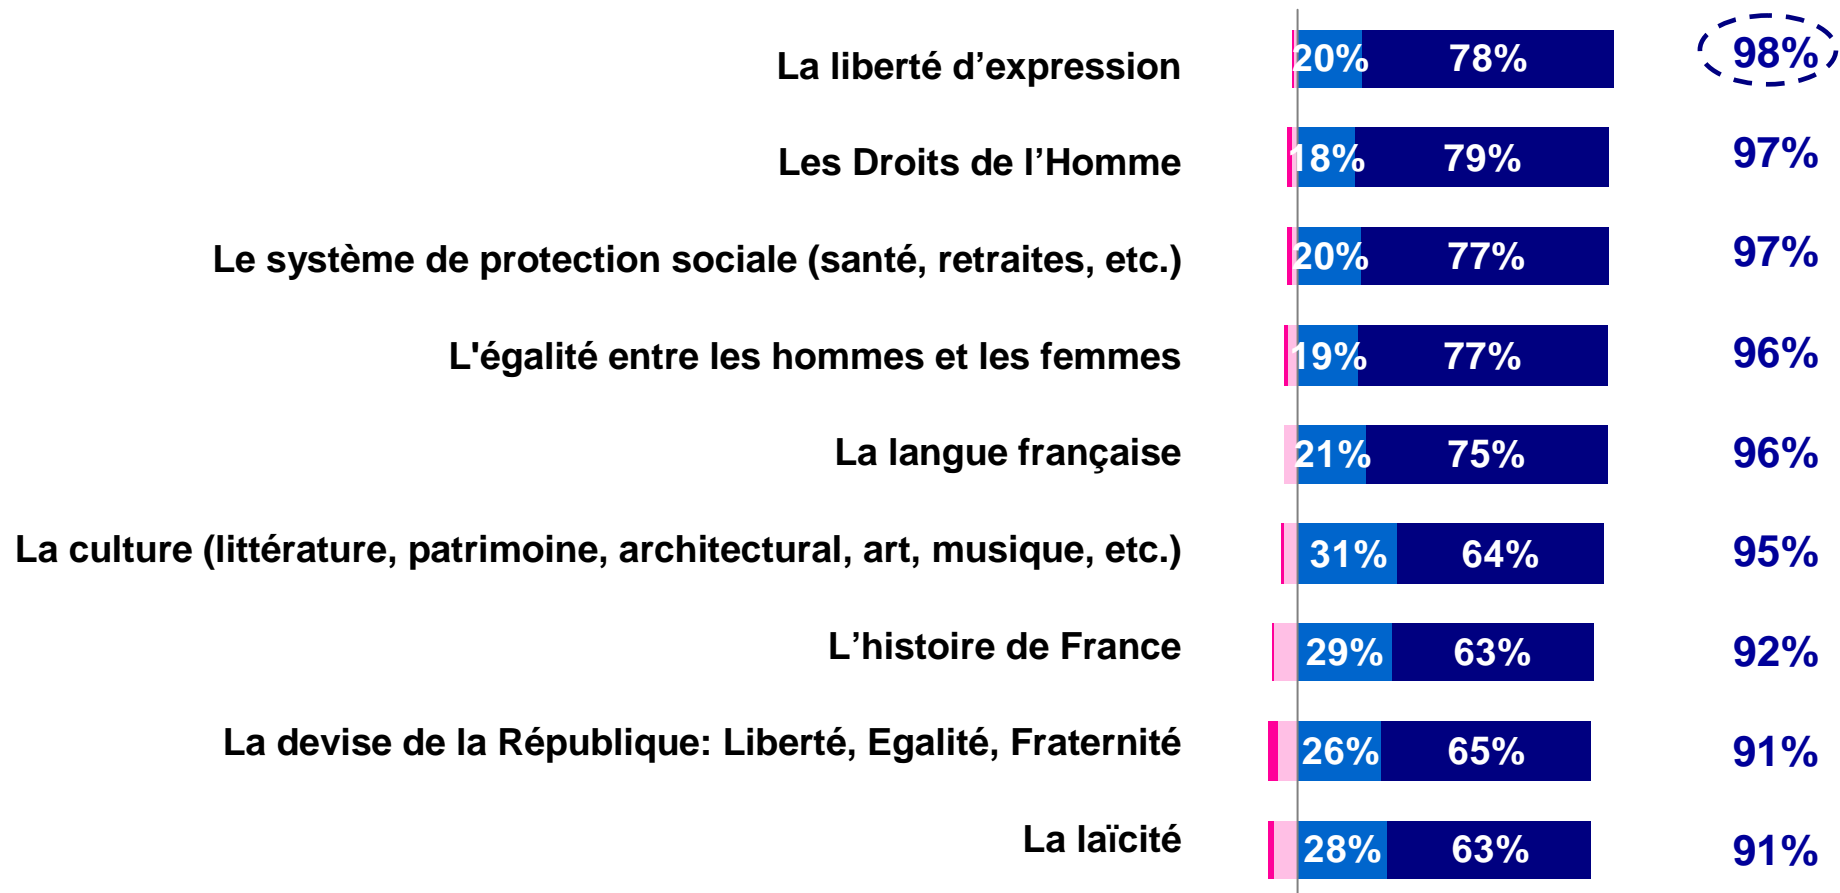 La liberté d’expression 20% 78% 98%
Les Droits de l’Homme 18% 79% 97%
Le système de protection sociale (santé, retraites, etc.) 20% 77% 97%
L'égalité entre les hommes et les femmes 19% 77% 96%
La langue française 21% 75% 96%
La culture (littérature, patrimoine, architectural, art, musique, etc.) 31% 64% 95%
L’histoire de France 29% 63% 92%
La devise de la République: Liberté, Egalité, Fraternité 26% 65% 91%
La laïcité 28% 63% 91%